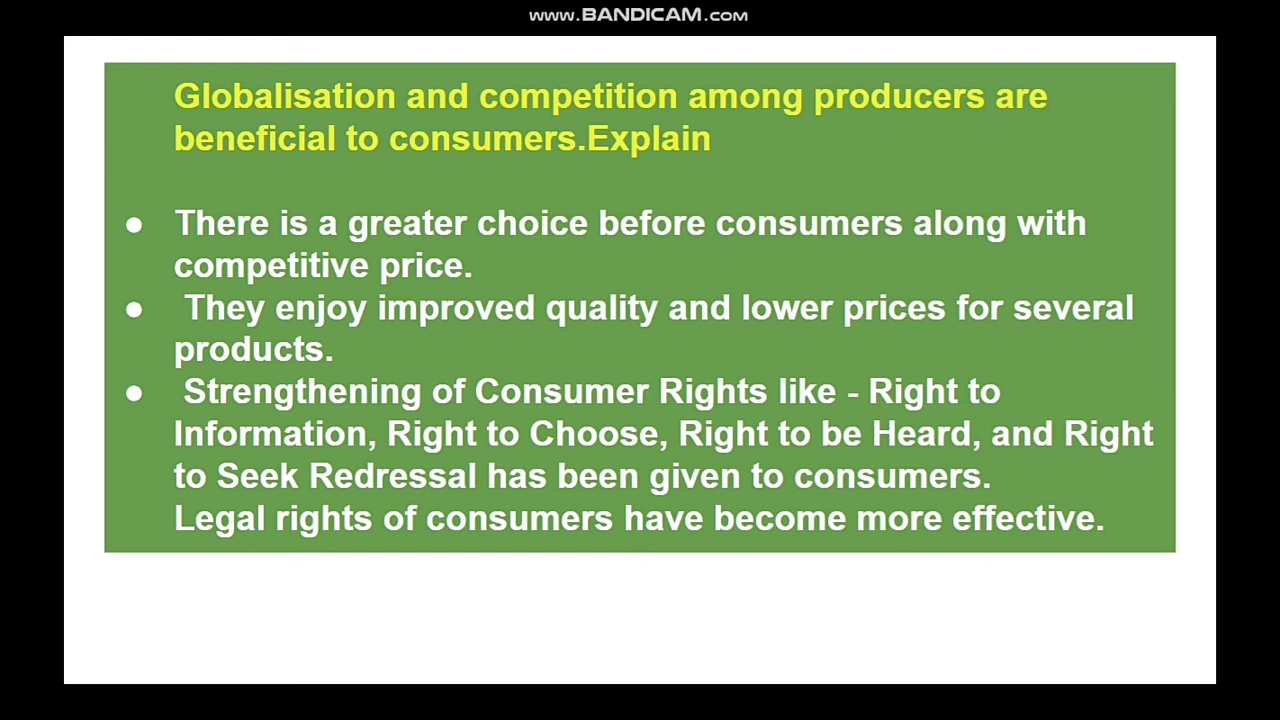 www.BANDICAM.com
Globalisation and competition among producers are
beneficial to consumers.Explain
● There is a greater choice before consumers along with
competitive price.
● They enjoy improved quality and lower prices for several
products.
● Strengthening of Consumer Rights like - Right to
Information, Right to Choose, Right to be Heard, and Right
to Seek Redressal has been given to consumers.
Legal rights of consumers have become more effective.